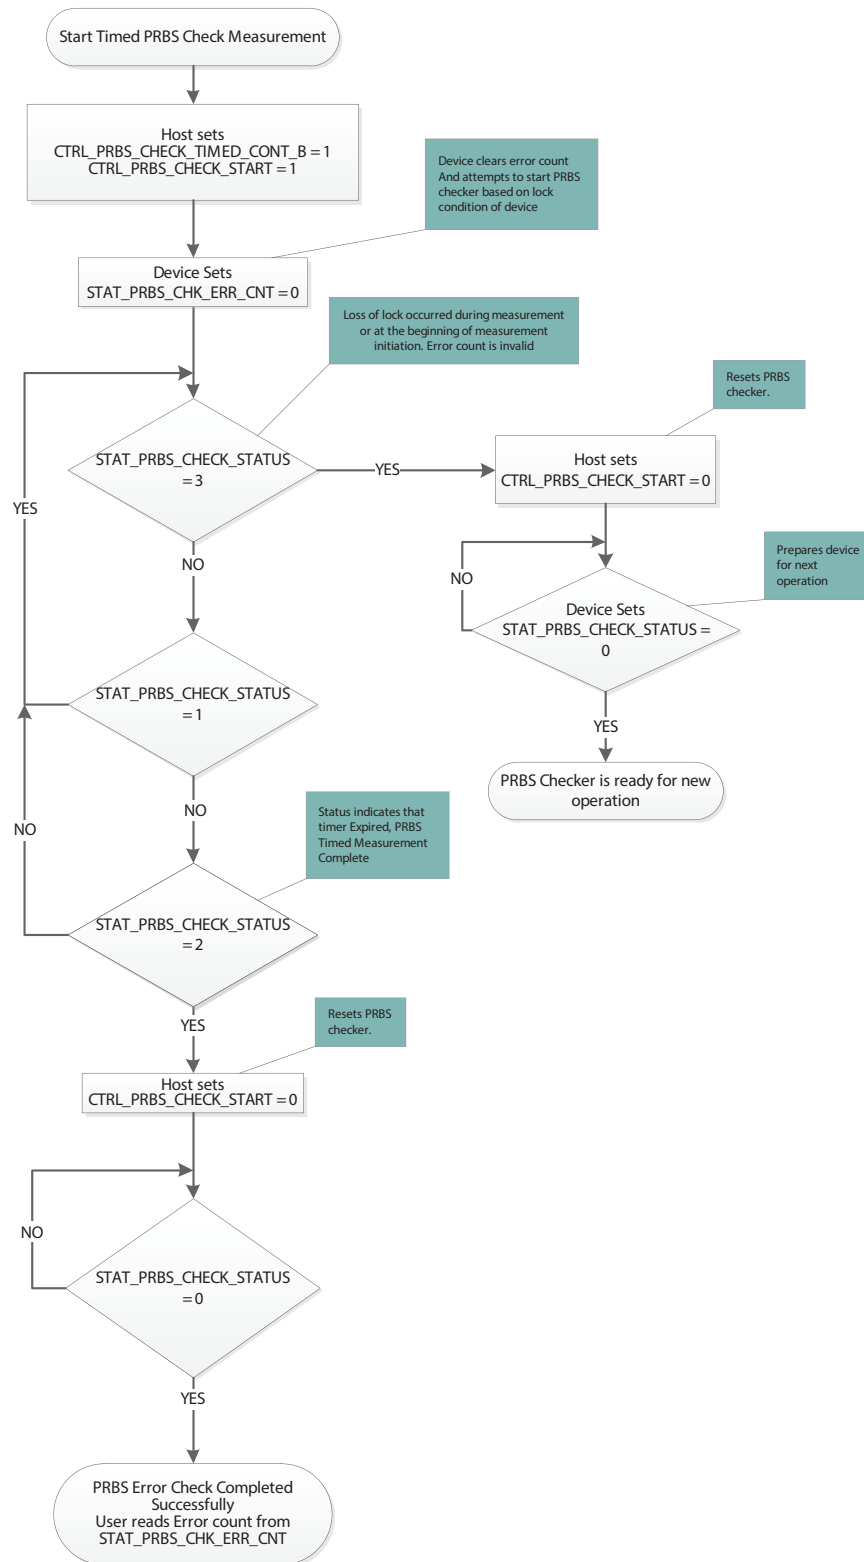 Start Timed PRBS Check Measurement
Host sets
CTRL_PRBS_CHECK_TIMED_CONT_B = 1
CTRL_PRBS_CHECK_START = 1
Device clears error count
And attempts to start PRBS
checker based on lock
condition of device
Device Sets
STAT_PRBS_CHK_ERR_CNT = 0
Loss of lock occurred during measurement
or at the beginning of measurement
initiation. Error count is invalid
Resets PRBS
checker.
STAT_PRBS_CHECK_STATUS
= 3
YES
Host sets
CTRL_PRBS_CHECK_START = 0
YES
NO
Prepares device
for next
operation
NO
Device Sets
STAT_PRBS_CHECK_STATUS =
0
STAT_PRBS_CHECK_STATUS
= 1
YES
PRBS Checker is ready for new
operation
NO
NO
Status indicates that
timer Expired, PRBS
Timed Measurement
Complete
STAT_PRBS_CHECK_STATUS
= 2
YES
Resets PRBS
checker.
Host sets
CTRL_PRBS_CHECK_START = 0
NO
STAT_PRBS_CHECK_STATUS
= 0
YES
PRBS Error Check Completed
Successfully
User reads Error count from
STAT_PRBS_CHK_ERR_CNT